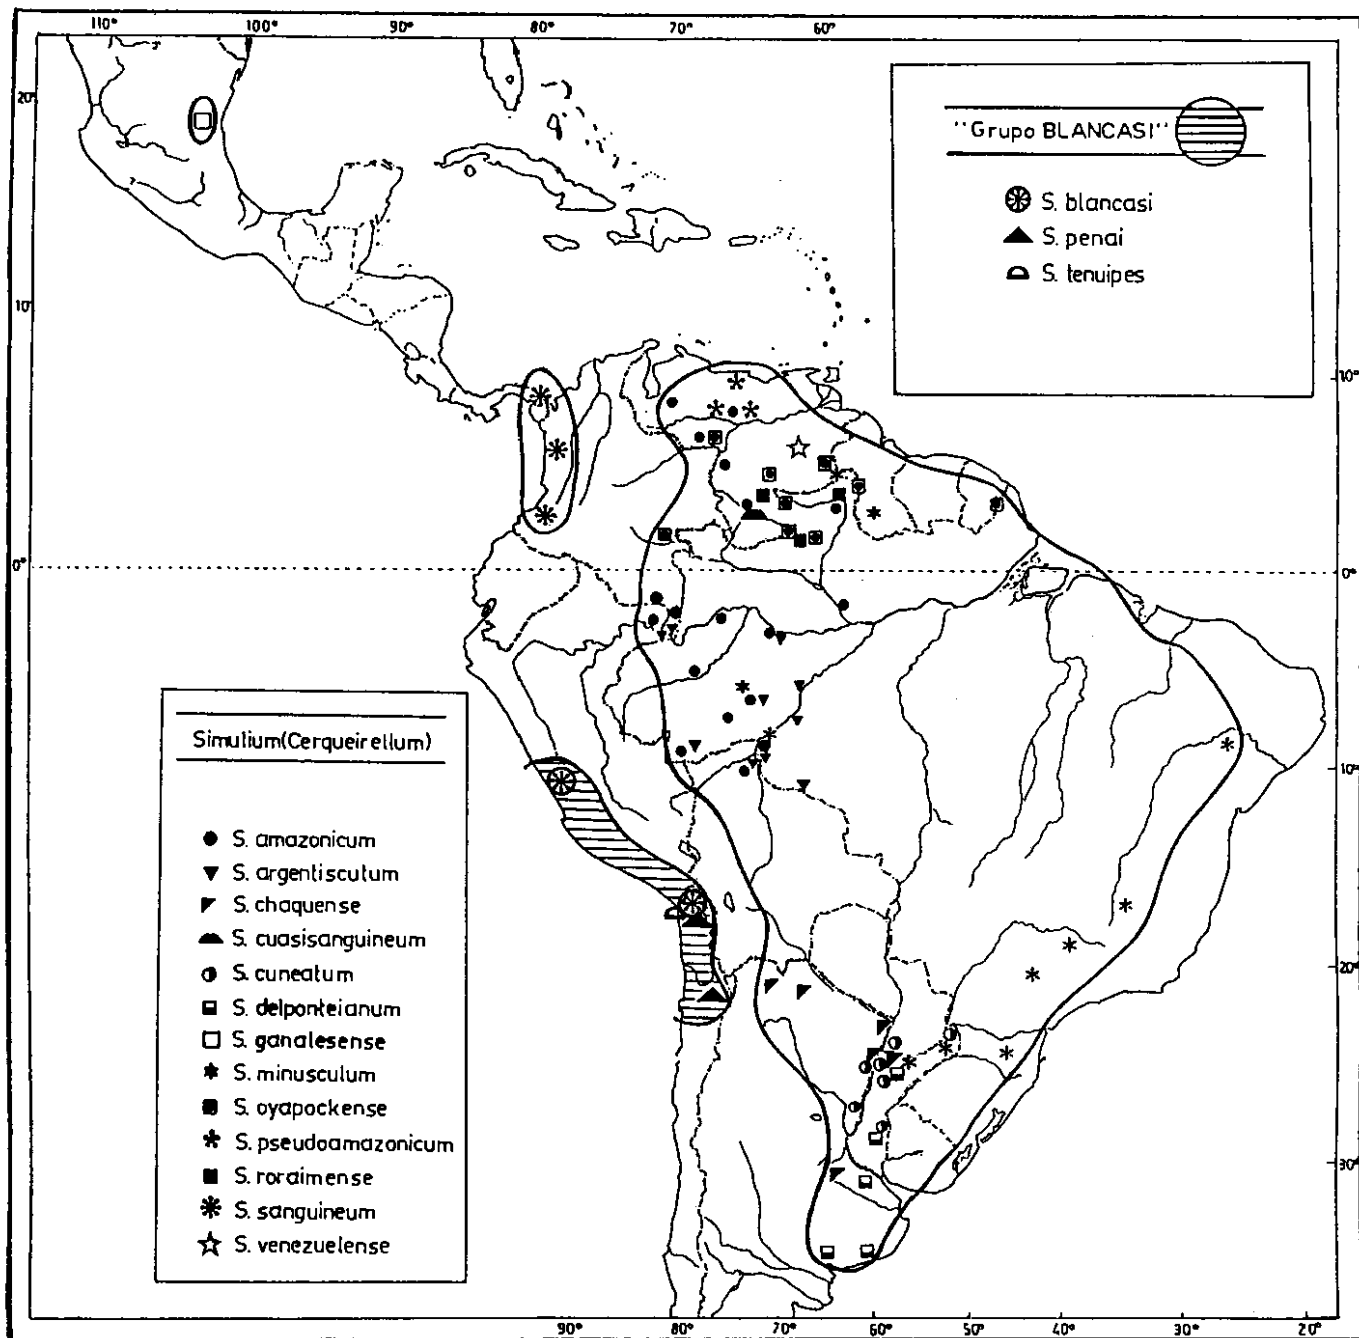 110° 100° 90° 80° 70° 60°
20°
10°
0°
"Grupo BLANCASI"
S. blancasi
S. penai
S. tenuipes
10°
0°
10°
20°
30°
Simulium(Cerqueirellum)
S. amazonicum
S. argentiscutum
S. chaquense
S. cuasisanguineum
S. cuneatum
S. delponteianum
S. ganalesense
S. minusculum
S. oyapockense
S. pseudoamazonicum
S. roraimense
S. sanguineum
S. venezuelense
90° 80° 70° 60° 50° 40° 30° 20°